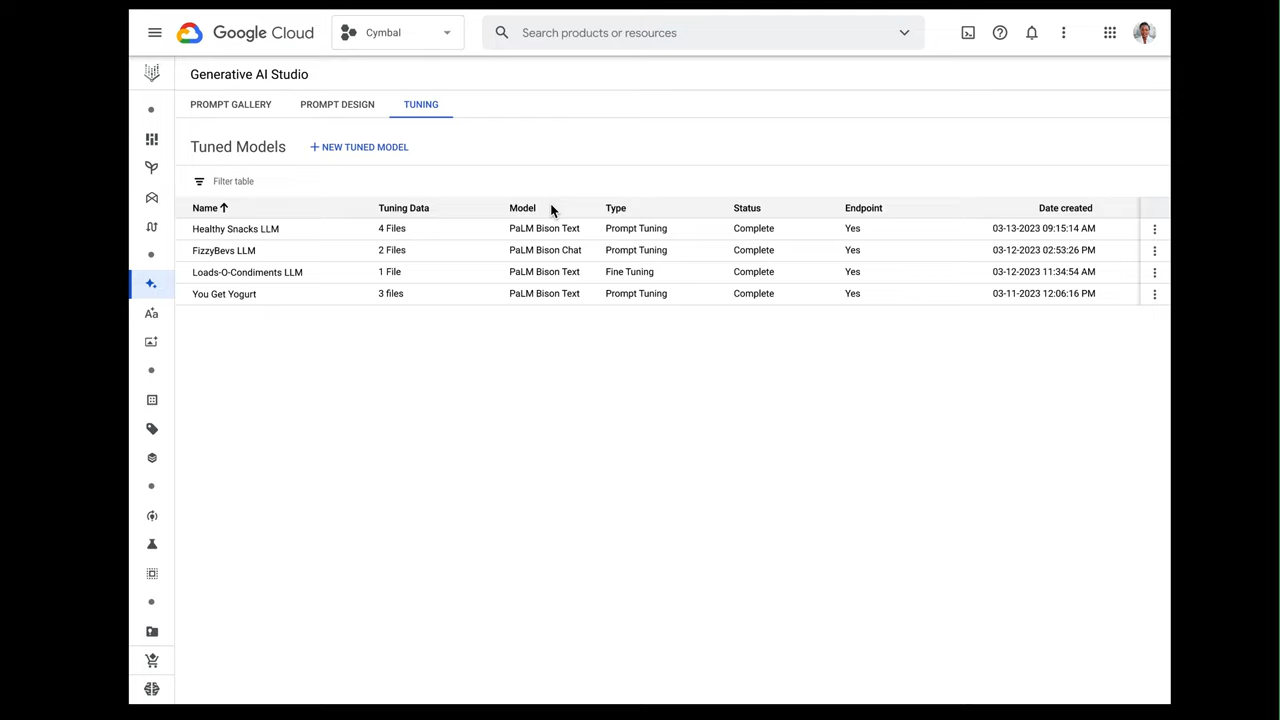 Google Cloud Cymbal Search products or resources
Generative AI Studio
PROMPT GALLERY PROMPT DESIGN TUNING
Tuned Models + NEW TUNED MODEL
Filter table
Name Tuning Data Model Type Status Endpoint Date created
Healthy Snacks LLM 4 Files PaLM Bison Text Prompt Tuning Complete Yes 03-13-2023 09:15:14 AM
FizzyBevs LLM 2 Files PaLM Bison Chat Prompt Tuning Complete Yes 03-12-2023 02:53:26 PM
Loads-O-Condiments LLM 1 File PaLM Bison Text Fine Tuning Complete Yes 03-12-2023 11:34:54 AM
You Get Yogurt 3 files PaLM Bison Text Prompt Tuning Complete Yes 03-11-2023 12:06:16 PM